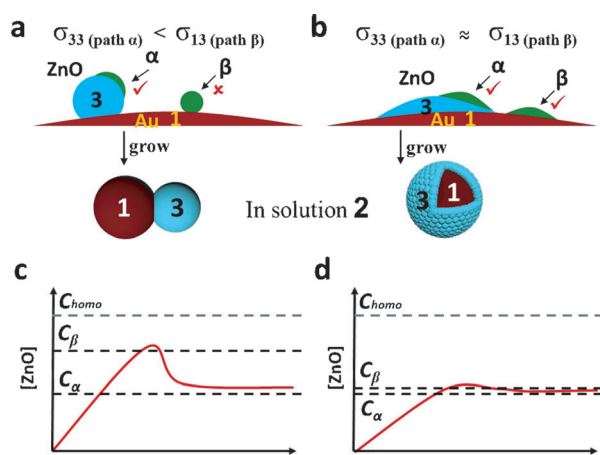 a
σ33 (path α) < σ13 (path β)
ZnO
α
✓
β
✘
3
Au 1
grow
1
3
b
σ33 (path α) ≈ σ13 (path β)
ZnO
α
✓
β
✓
3
Au 1
grow
3
1
In solution 2
c
Chomo
Cβ
Cα
[ZnO]
d
Chomo
Cβ
Cα
[ZnO]